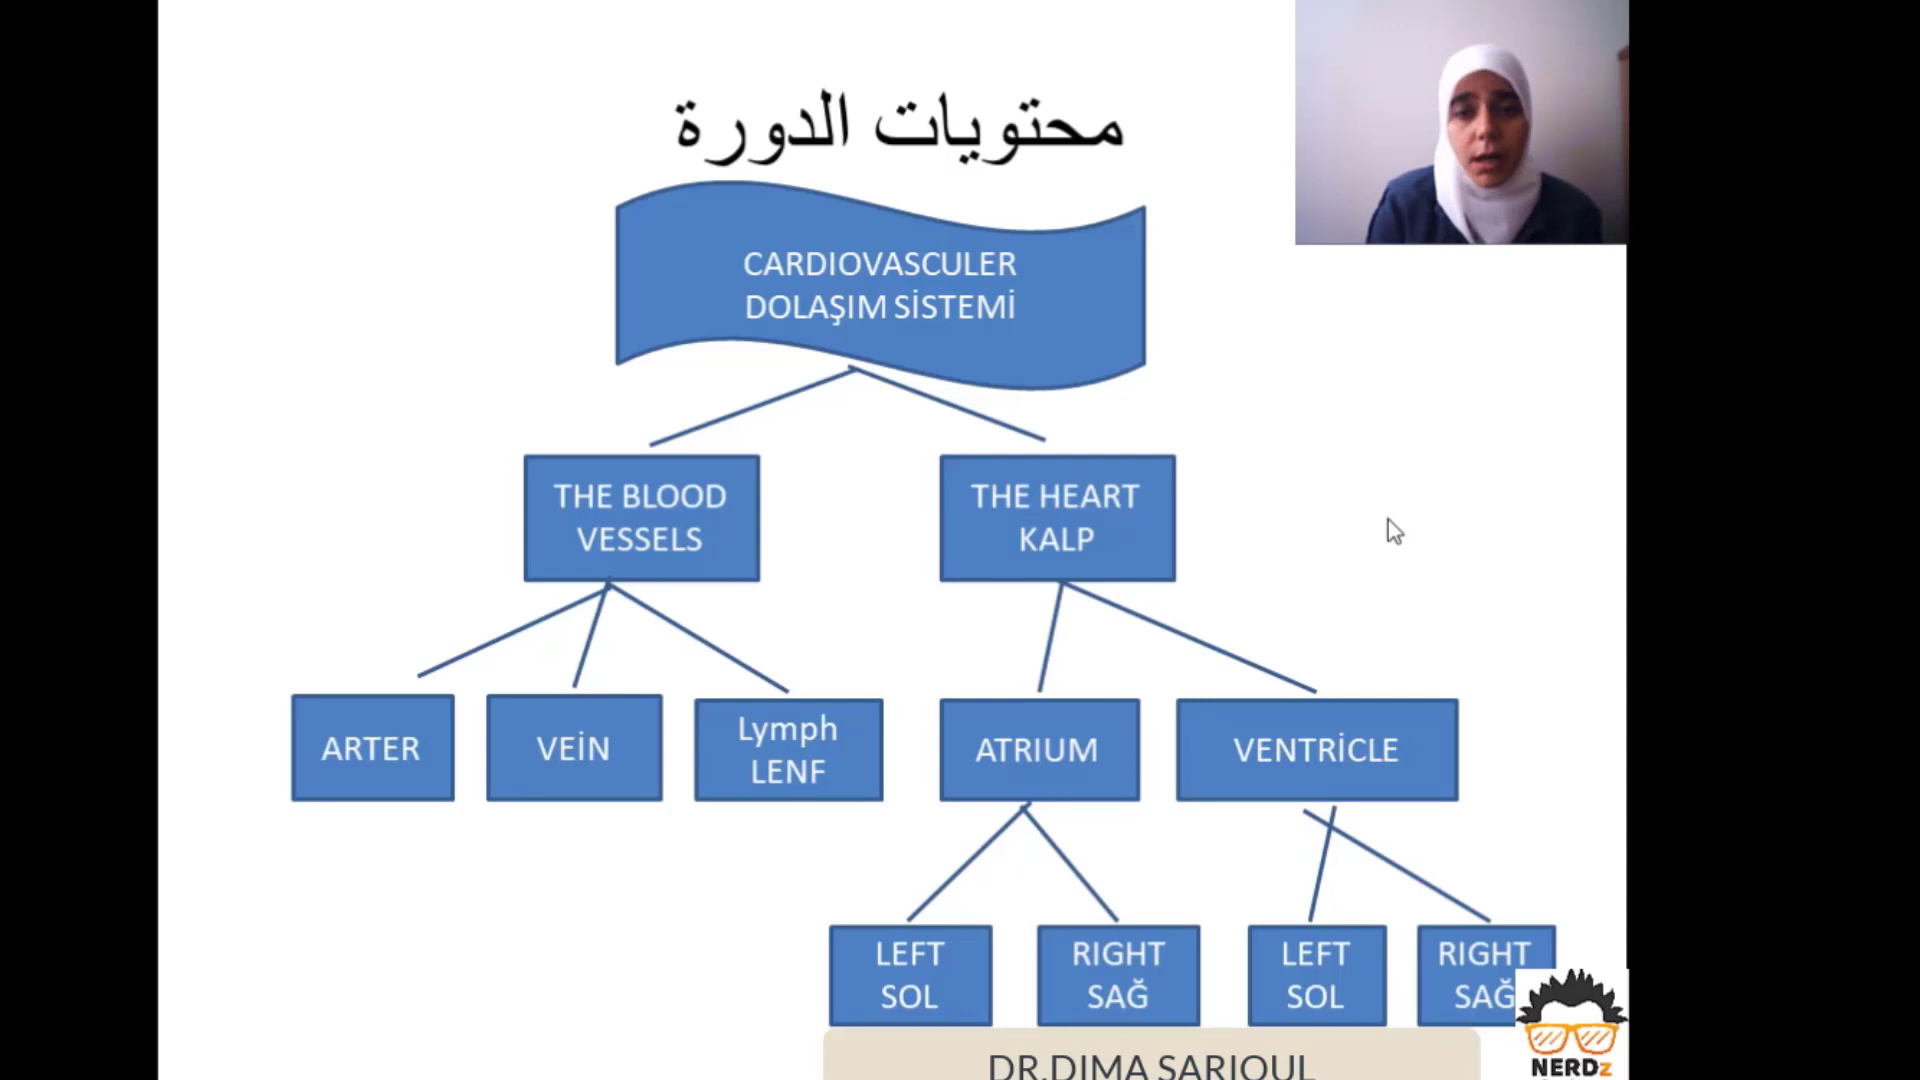 محتويات الدورة
CARDIOVASCULER
DOLAŞIM SİSTEMİ
THE BLOOD
VESSELS
THE HEART
KALP
ARTER
VEİN
Lymph
LENF
ATRIUM
VENTRİCLE
LEFT
SOL
RIGHT
SAĞ
LEFT
SOL
RIGHT
SAĞ
DR.DIMA SARIOUL
NERDz